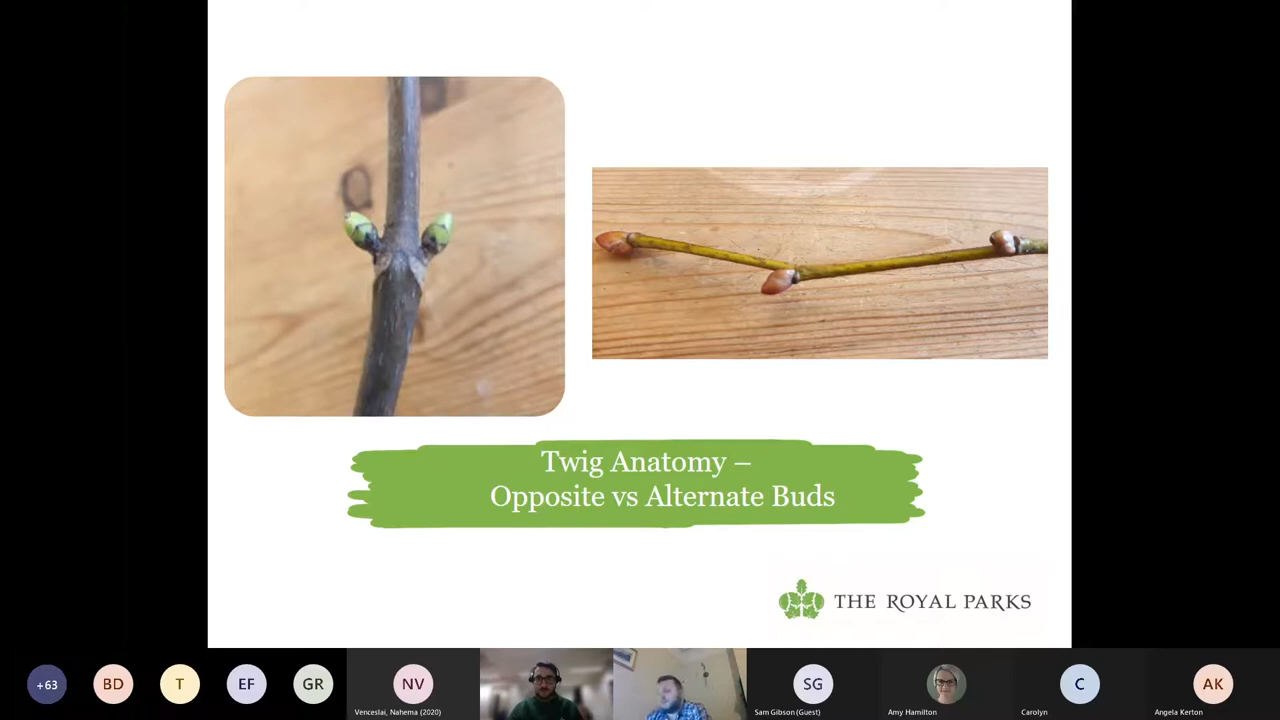 Twig Anatomy –
Opposite vs Alternate Buds
THE ROYAL PARKS
+63
BD
T
EF
GR
NV
SG
C
AK
Venceslai, Nahema (2020)
Sam Gibson (Guest)
Amy Hamilton
Carolyn
Angela Kerton